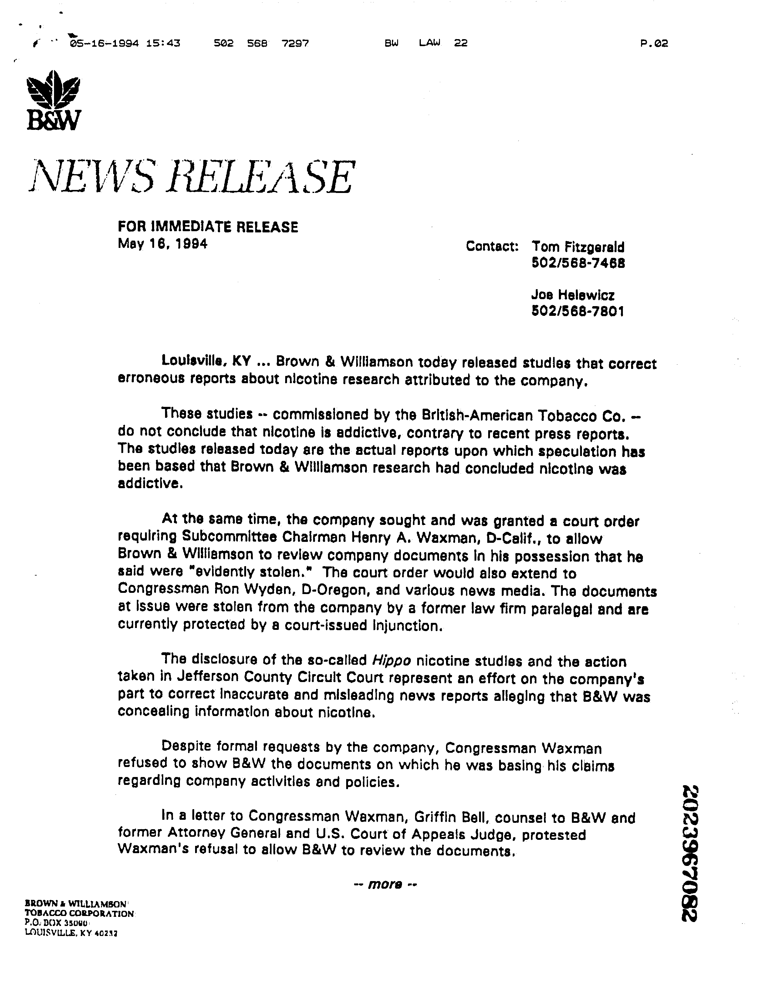 05-16-1994 15:43 502 568 7297 BW LAW 22 P.02
B&W
NEWS RELEASE
FOR IMMEDIATE RELEASE
May 16, 1994
Contact: Tom Fitzgerald
502/568-7468
Joe Helewicz
502/568-7801
Louisville, KY ... Brown & Williamson today released studies that correct
erroneous reports about nicotine research attributed to the company.
These studies -- commissioned by the British-American Tobacco Co. --
do not conclude that nicotine is addictive, contrary to recent press reports.
The studies released today are the actual reports upon which speculation has
been based that Brown & Williamson research had concluded nicotine was
addictive.
At the same time, the company sought and was granted a court order
requiring Subcommittee Chairman Henry A. Waxman, D-Calif., to allow
Brown & Williamson to review company documents in his possession that he
said were "evidently stolen." The court order would also extend to
Congressman Ron Wyden, D-Oregon, and various news media. The documents
at issue were stolen from the company by a former law firm paralegal and are
currently protected by a court-issued injunction.
The disclosure of the so-called Hippo nicotine studies and the action
taken in Jefferson County Circuit Court represent an effort on the company's
part to correct inaccurate and misleading news reports alleging that B&W was
concealing information about nicotine.
Despite formal requests by the company, Congressman Waxman
refused to show B&W the documents on which he was basing his claims
regarding company activities and policies.
In a letter to Congressman Waxman, Griffin Bell, counsel to B&W and
former Attorney General and U.S. Court of Appeals Judge, protested
Waxman's refusal to allow B&W to review the documents.
-- more --
BROWN & WILLIAMSON
TOBACCO CORPORATION
P.O. BOX 35090
LOUISVILLE, KY 40232
2023967082